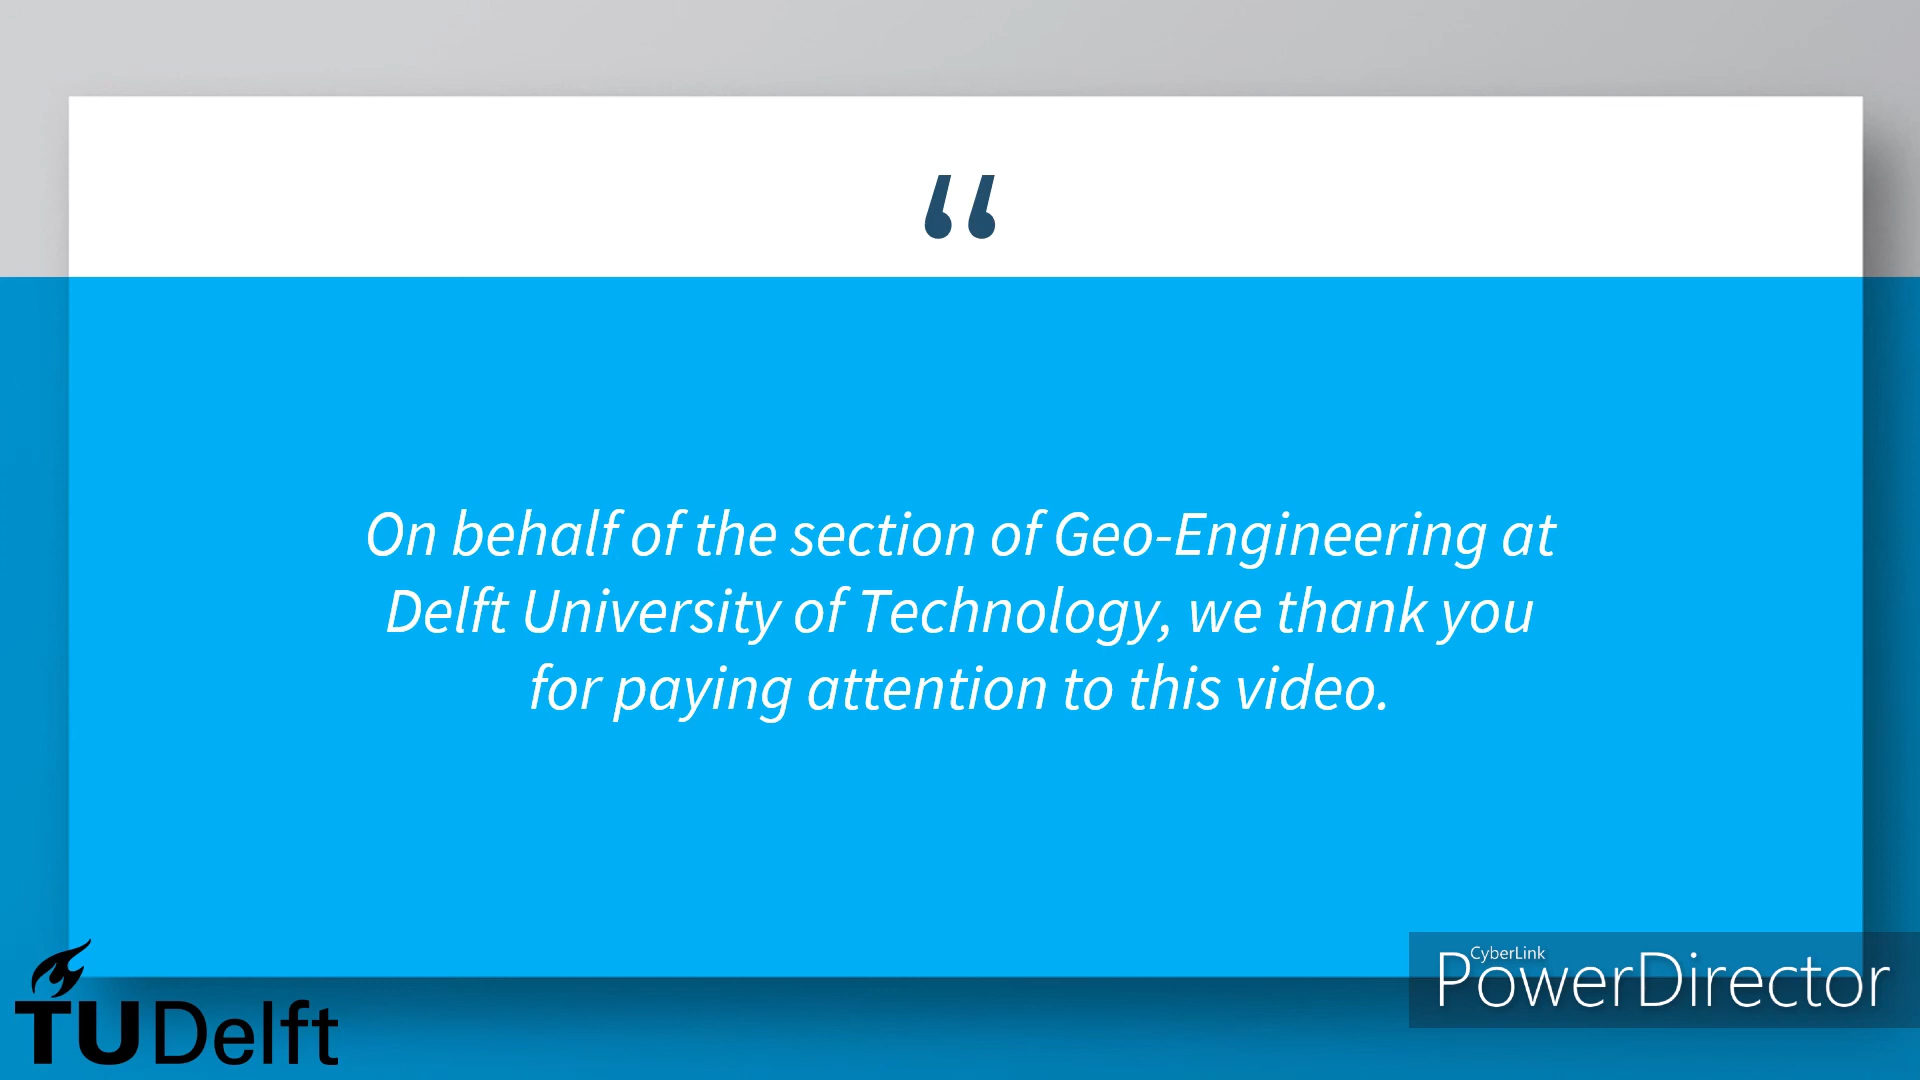 “
On behalf of the section of Geo-Engineering at
Delft University of Technology, we thank you
for paying attention to this video.
TUDelft
CyberLink
PowerDirector